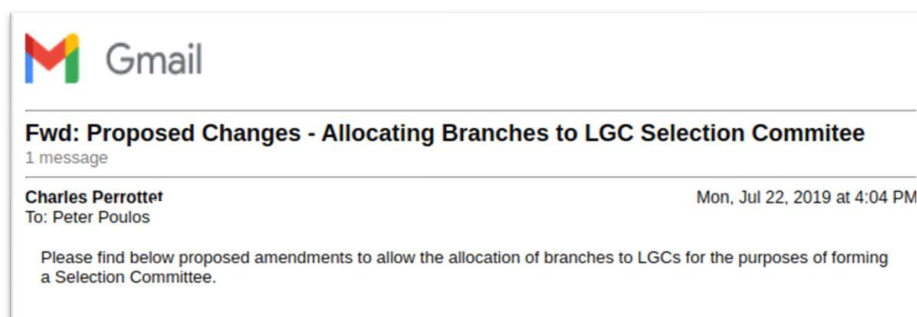 Gmail
Fwd: Proposed Changes - Allocating Branches to LGC Selection Commitee
1 message
Charles Perrottet
Mon, Jul 22, 2019 at 4:04 PM
To: Peter Poulos
Please find below proposed amendments to allow the allocation of branches to LGCs for the purposes of forming
a Selection Committee.